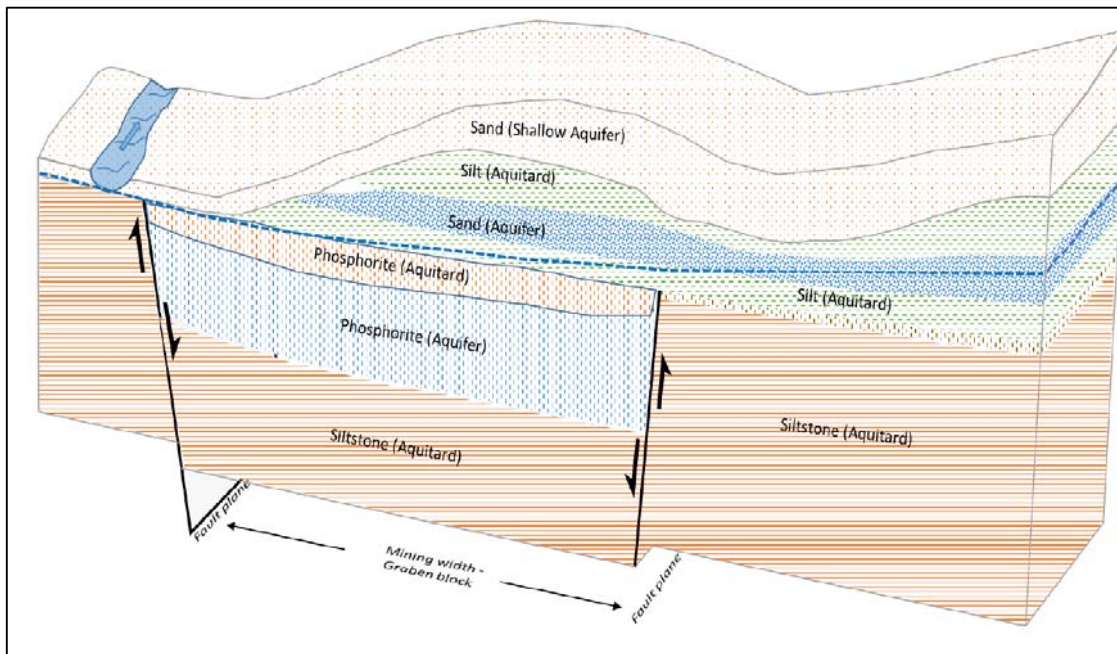 Sand (Shallow Aquifer)
Silt (Aquitard)
Sand (Aquifer)
Phosphorite (Aquitard)
Silt (Aquitard)
Phosphorite (Aquifer)
Siltstone (Aquitard)
Siltstone (Aquitard)
Fault plane
Mining width -
Graben block
Fault plane